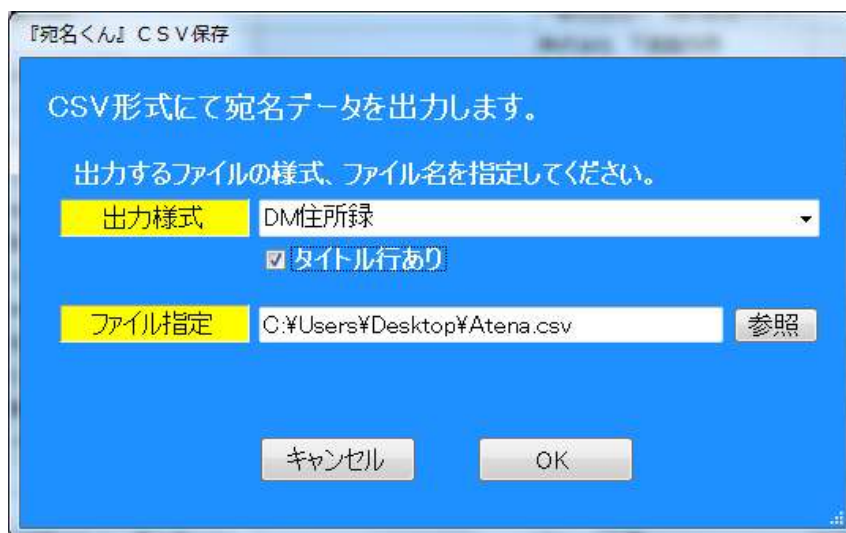 『宛名くん』ＣＳＶ保存
CSV形式にて宛名データを出力します。
出力するファイルの様式、ファイル名を指定してください。
出力様式 DM住所録
タイトル行あり
ファイル指定 C:¥Users¥Desktop¥Atena.csv 参照
キャンセル OK